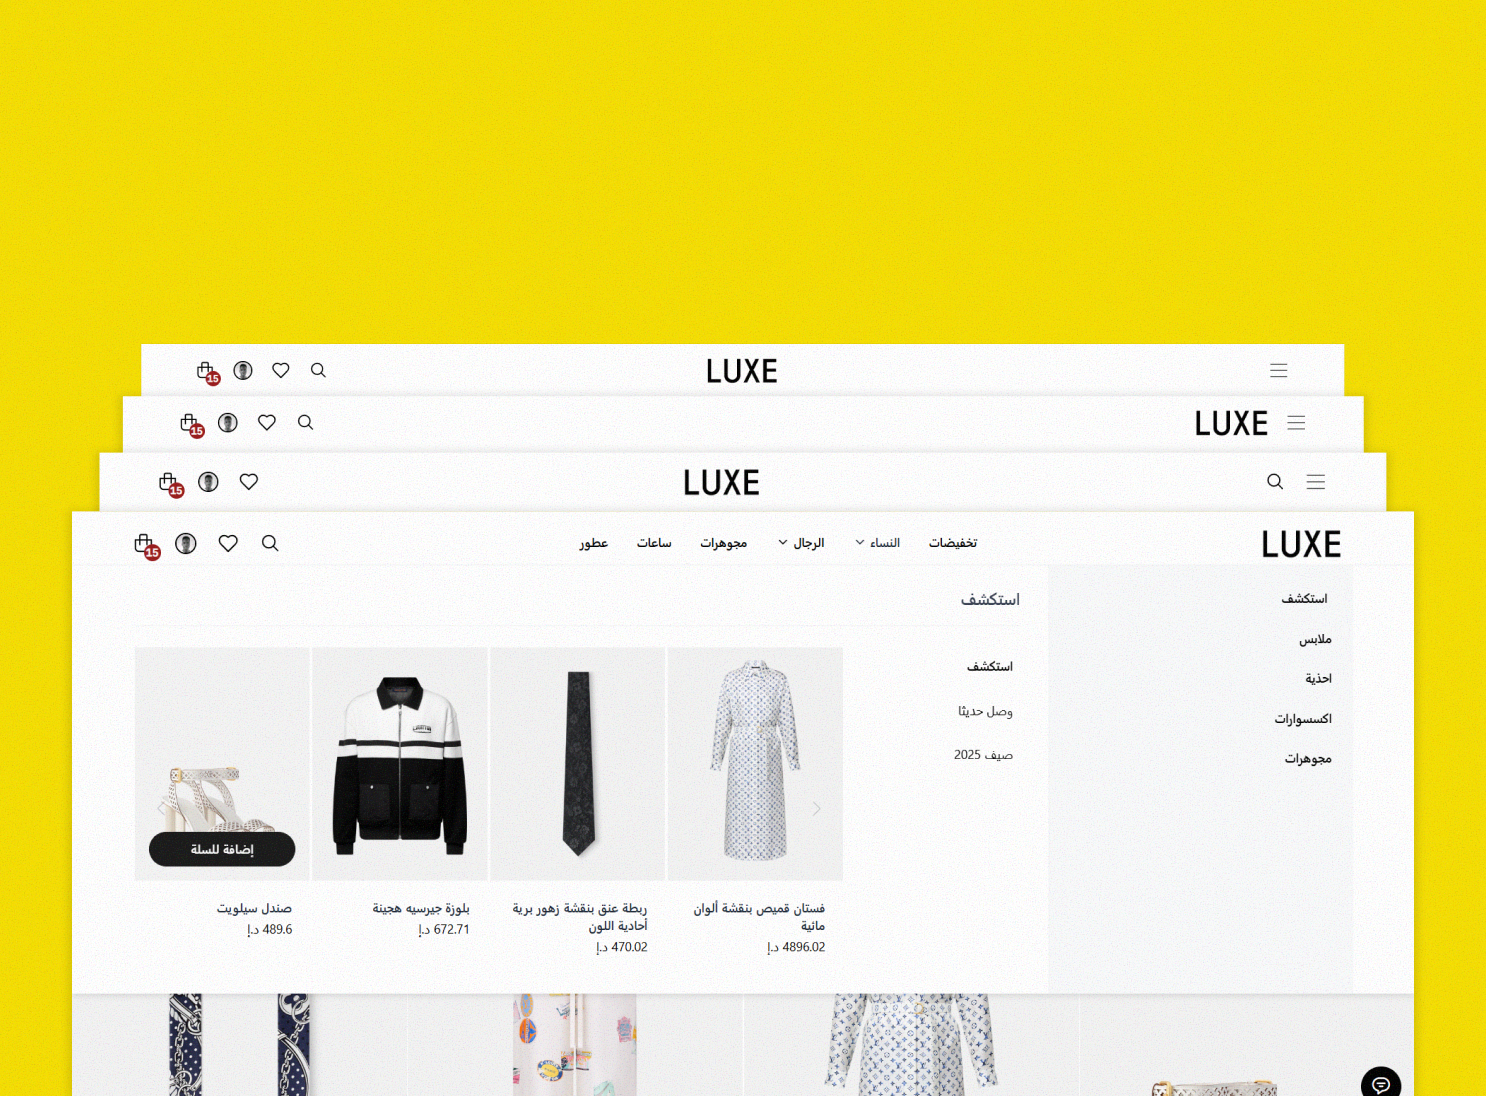 LUXE
15
LUXE
15
LUXE
15
LUXE
تخفيضات
النساء
الرجال
مجوهرات
ساعات
عطور
15
استكشف
ملابس
احذية
اكسسوارات
مجوهرات
استكشف
استكشف
وصل حديثا
صيف 2025
فستان قميص بنقشة ألوان
مائية
4896.02 د.إ
ربطة عنق بنقشة زهور برية
أحادية اللون
470.02 د.إ
بلوزة جيرسيه هجينة
672.71 د.إ
إضافة للسلة
صندل سيلويت
489.6 د.إ